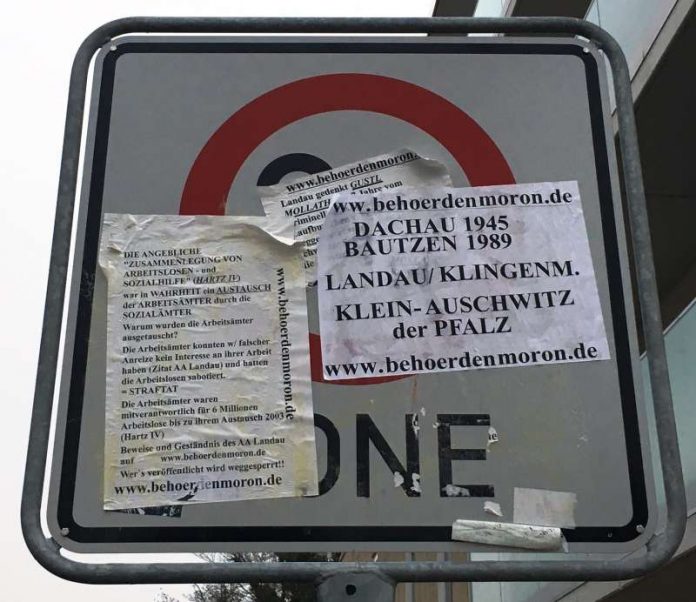 DIE ANGEBLICHE
"ZUSAMMENLEGUNG VON
ARBEITSLOSEN - und
SOZIALHILFE" (HARTZ IV)
war in WAHRHEIT ein AUSTAUSCH
der ARBEITSÄMTER durch die
SOZIALÄMTER
Warum wurden die Arbeitsämter
ausgetauscht?
Die Arbeitsämter konnten w/ falscher
Anreize kein Interesse an ihrer Arbeit
haben (Zitat AA Landau) und hatten
die Arbeitslosen sabotiert.
= STRAFTAT
Die Arbeitsämter waren
mitverantwortlich für 6 Millionen
Arbeitslose bis zu ihrem Austausch 2003
(Hartz IV)
Beweise und Geständnis des AA Landau
auf www.behoerdenmoron.de
Wer's veröffentlicht wird weggesperrt!!
www.behoerdenmoron.de
www.behoerdenmoron.de
www.behoerdenmoron.
Landau gedenkt GUSTL
MOLLATH 7 Jahre vom
riminell
ww.behoerdenmoron.de
DACHAU 1945
BAUTZEN 1989
LANDAU/ KLINGENM.
KLEIN- AUSCHWITZ
der PFALZ
www.behoerdenmoron.de
ONE